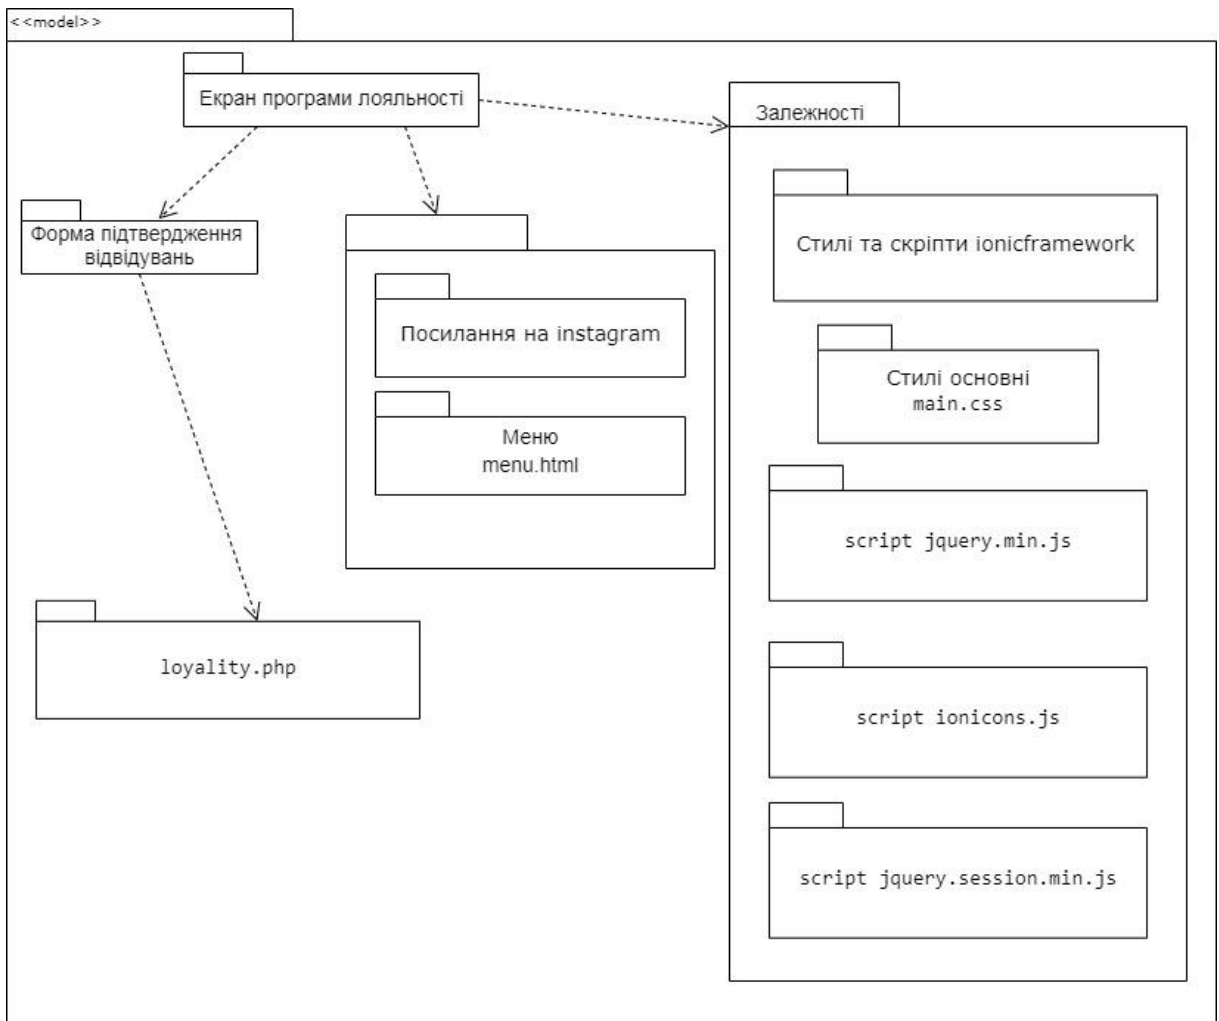 <<model>>
Екран програми лояльності
Залежності
Форма підтвердження
відвідувань
Стилі та скріпти ionicframework
Посилання на instagram
Стилі основні
main.css
Меню
menu.html
script jquery.min.js
loyality.php
script ionicons.js
script jquery.session.min.js